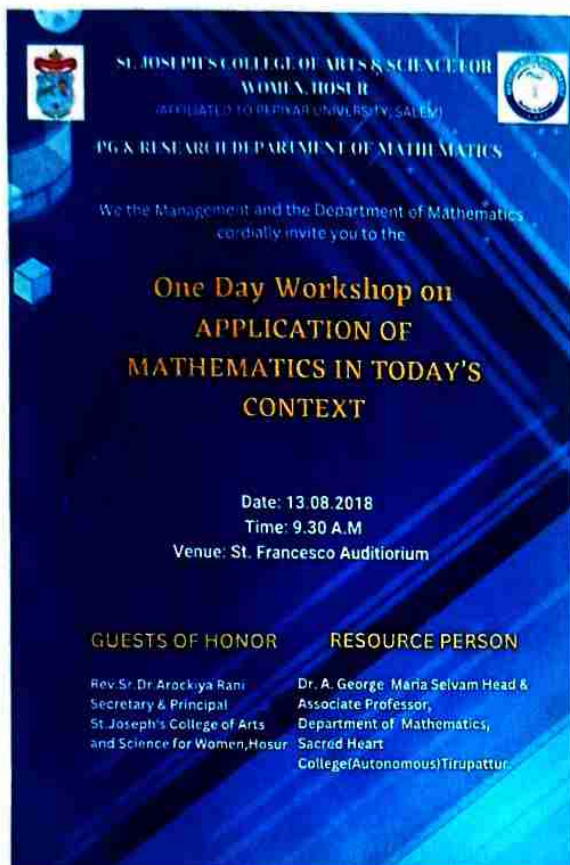 ST. JOSEPH'S COLLEGE OF ARTS & SCIENCE FOR
WOMEN, HOSUR
(AFFILIATED TO PERIYAR UNIVERSITY, SALEM)
PG & RESEARCH DEPARTMENT OF MATHEMATICS
We the Management and the Department of Mathematics
cordially invite you to the
One Day Workshop on
APPLICATION OF
MATHEMATICS IN TODAY'S
CONTEXT
Date: 13.08.2018
Time: 9.30 A.M
Venue: St. Francesco Auditiorium
GUESTS OF HONOR
Rev.Sr.Dr.Arockiya Rani
Secretary & Principal
St.Joseph's College of Arts
and Science for Women,Hosur
RESOURCE PERSON
Dr. A. George Maria Selvam Head &
Associate Professor,
Department of Mathematics,
Sacred Heart
College(Autonomous)Tirupattur.